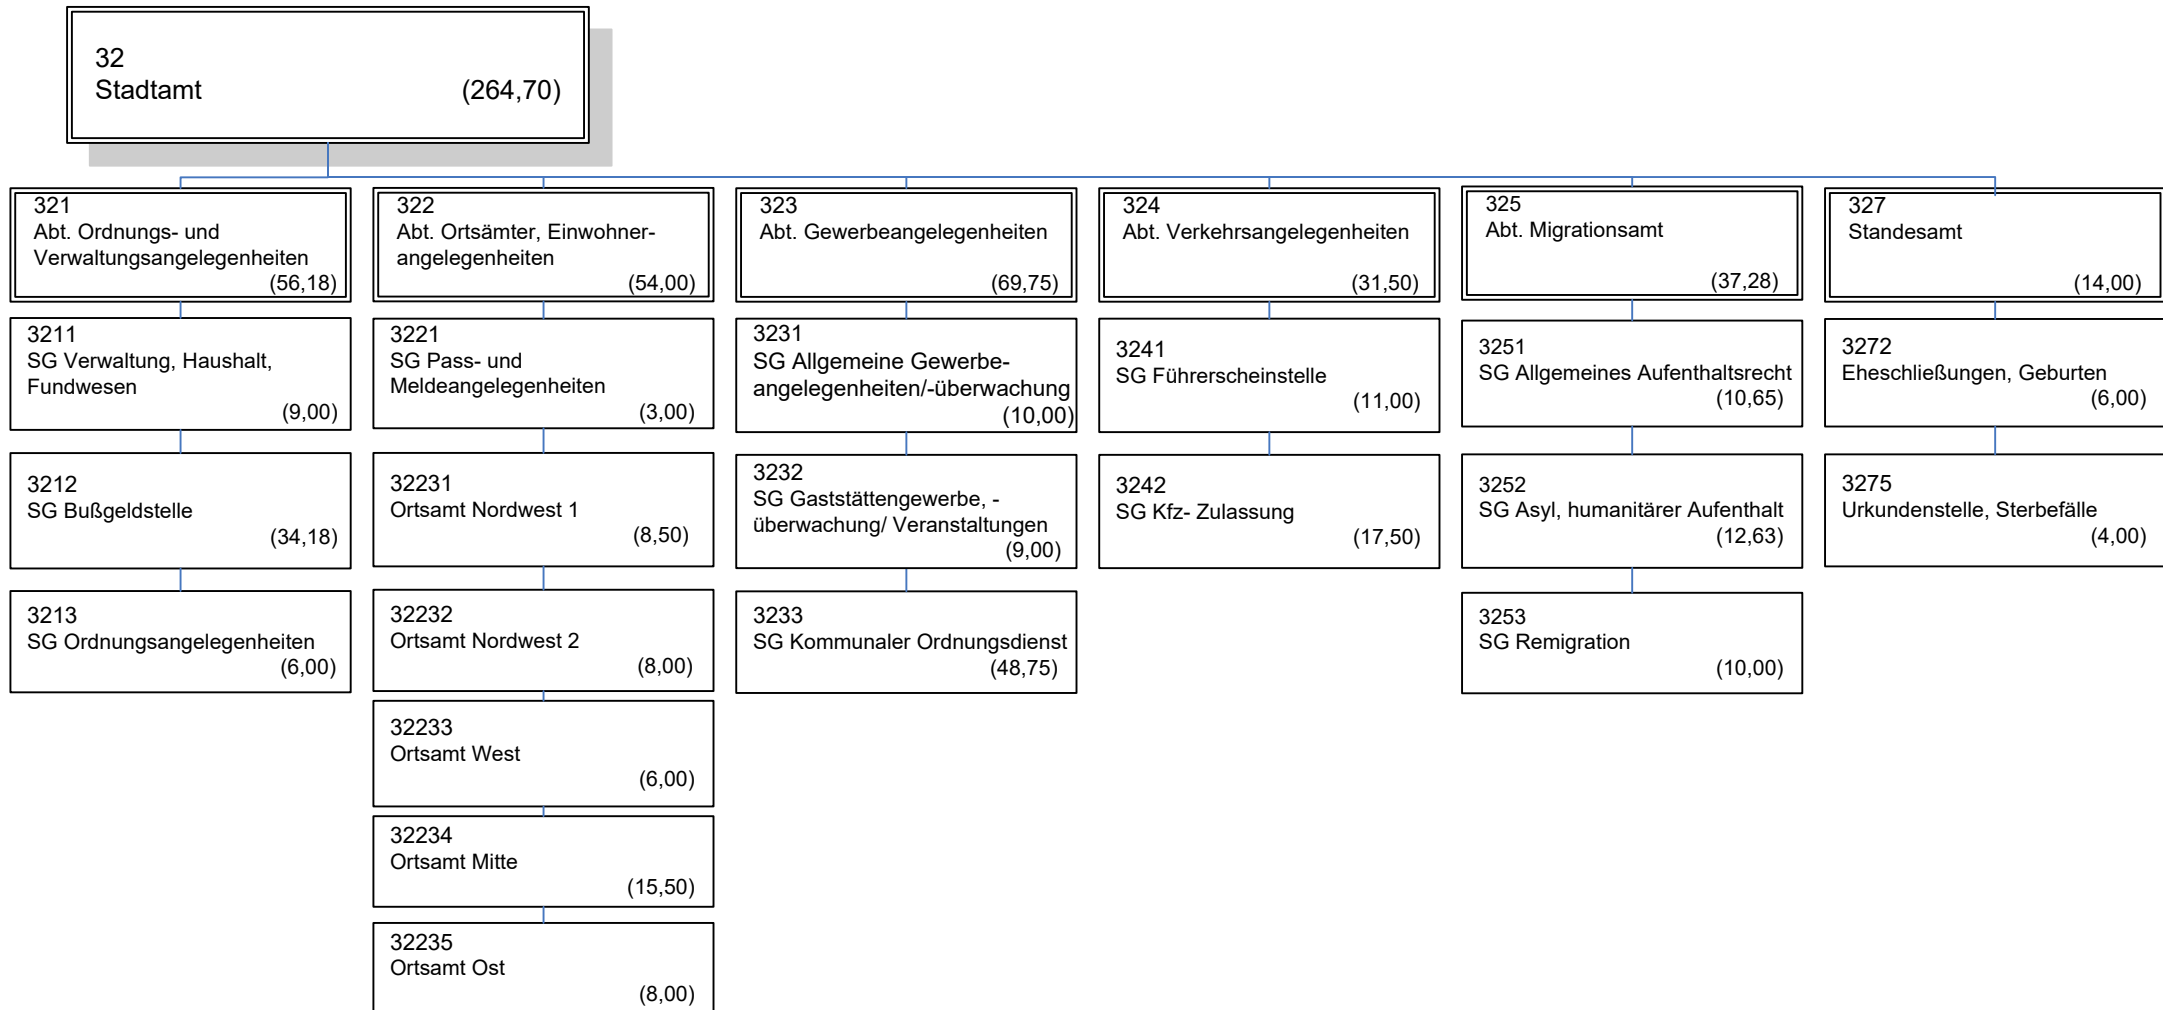 32
Stadtamt (264,70)
321
Abt. Ordnungs- und
Verwaltungsangelegenheiten
(56,18)
3211
SG Verwaltung, Haushalt,
Fundwesen
(9,00)
3212
SG Bußgeldstelle
(34,18)
3213
SG Ordnungsangelegenheiten
(6,00)
322
Abt. Ortsämter, Einwohner-
angelegenheiten
(54,00)
3221
SG Pass- und
Meldeangelegenheiten
(3,00)
32231
Ortsamt Nordwest 1
(8,50)
32232
Ortsamt Nordwest 2
(8,00)
32233
Ortsamt West
(6,00)
32234
Ortsamt Mitte
(15,50)
32235
Ortsamt Ost
(8,00)
323
Abt. Gewerbeangelegenheiten
(69,75)
3231
SG Allgemeine Gewerbe-
angelegenheiten/-überwachung
(10,00)
3232
SG Gaststättengewerbe, -
überwachung/ Veranstaltungen
(9,00)
3233
SG Kommunaler Ordnungsdienst
(48,75)
324
Abt. Verkehrsangelegenheiten
(31,50)
3241
SG Führerscheinstelle
(11,00)
3242
SG Kfz- Zulassung
(17,50)
325
Abt. Migrationsamt
(37,28)
3251
SG Allgemeines Aufenthaltsrecht
(10,65)
3252
SG Asyl, humanitärer Aufenthalt
(12,63)
3253
SG Remigration
(10,00)
327
Standesamt
(14,00)
3272
Eheschließungen, Geburten
(6,00)
3275
Urkundenstelle, Sterbefälle
(4,00)